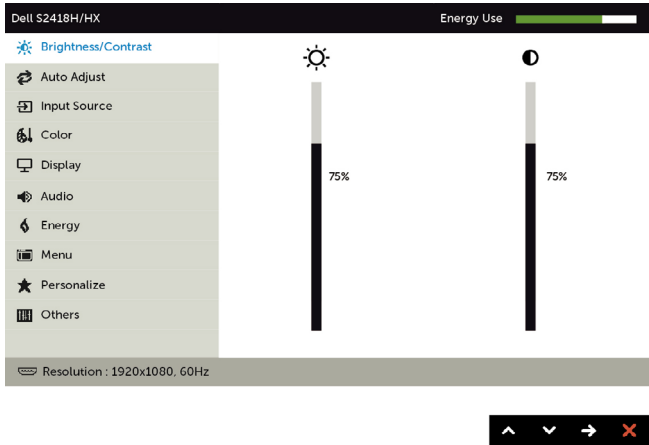 Dell S2418H/HX Energy Use
Brightness/Contrast
Auto Adjust
Input Source
Color
Display
75% 75%
Audio
Energy
Menu
Personalize
Others
Resolution : 1920x1080, 60Hz